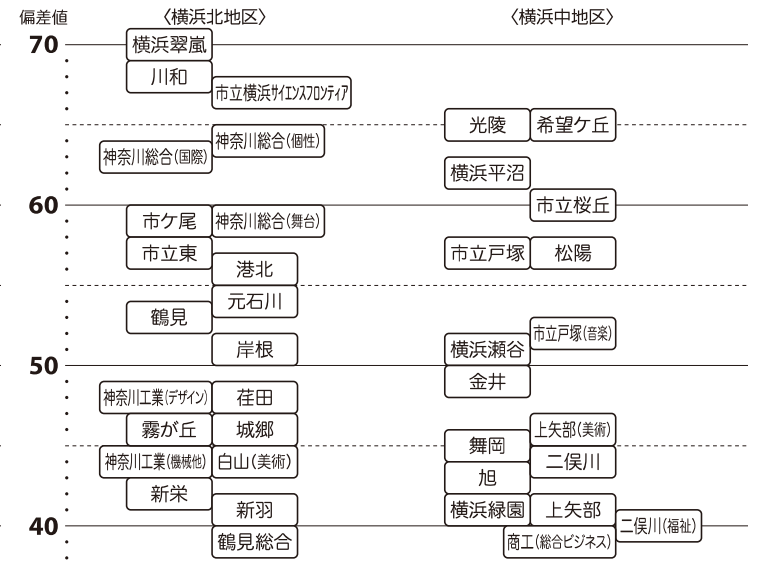 偏差値 〈横浜北地区〉 〈横浜中地区〉
70 横浜翠嵐
川和
市立横浜サイエンスフロンティア
光陵 希望ケ丘
神奈川総合(個性)
神奈川総合(国際)
横浜平沼
60 市立桜丘
市ケ尾 神奈川総合(舞台)
市立東 市立戸塚 松陽
港北
元石川
鶴見
市立戸塚(音楽)
岸根 横浜瀬谷
50
金井
神奈川工業(デザイン) 荏田
霧が丘 城郷 上矢部(美術)
舞岡
神奈川工業(機械他) 白山(美術) 二俣川
旭
新栄
新羽 横浜緑園 上矢部
40 二俣川(福祉)
鶴見総合 商工(総合ビジネス)